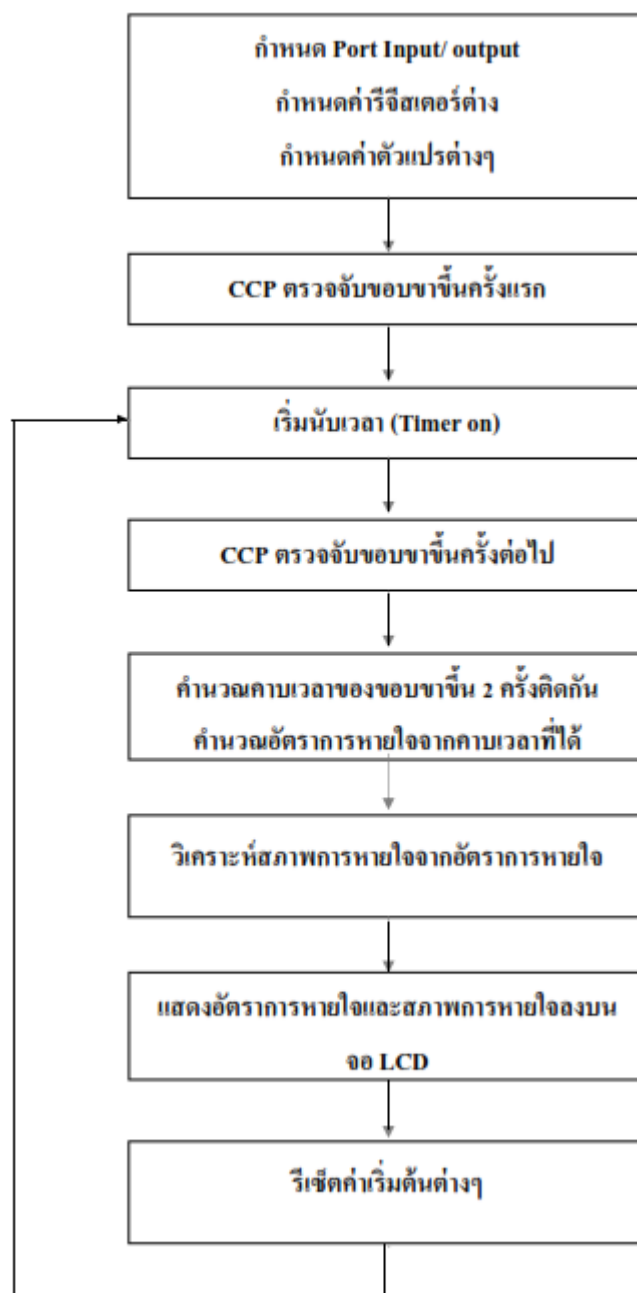 กำหนด Port Input/ output
กำหนดค่ารีจีสเตอร์ต่าง
กำหนดค่าตัวแปรต่างๆ
CCP ตรวจจับขอบขาขึ้นครั้งแรก
เริ่มนับเวลา (Timer on)
CCP ตรวจจับขอบขาขึ้นครั้งต่อไป
คำนวณคาบเวลาของขอบขาขึ้น 2 ครั้งติดกัน
คำนวณอัตราการหายใจจากคาบเวลาที่ได้
วิเคราะห์สภาพการหายใจจากอัตราการหายใจ
แสดงอัตราการหายใจและสภาพการหายใจลงบน
จอ LCD
รีเซ็ตค่าเริ่มต้นต่างๆ